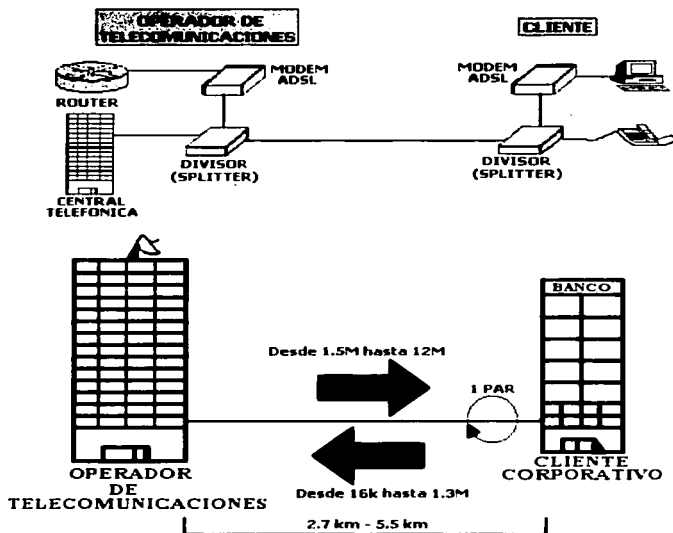 OPERADOR DE
TELECOMUNICACIONES
CLIENTE
MODEM
ADSL
MODEM
ADSL
ROUTER
DIVISOR
(SPLITTER)
DIVISOR
(SPLITTER)
CENTRAL
TELEFONICA
BANCO
Desde 1.5M hasta 12M
1 PAR
OPERADOR
DE
TELECOMUNICACIONES
CLIENTE
CORPORATIVO
Desde 16k hasta 1.3M
2.7 km - 5.5 km